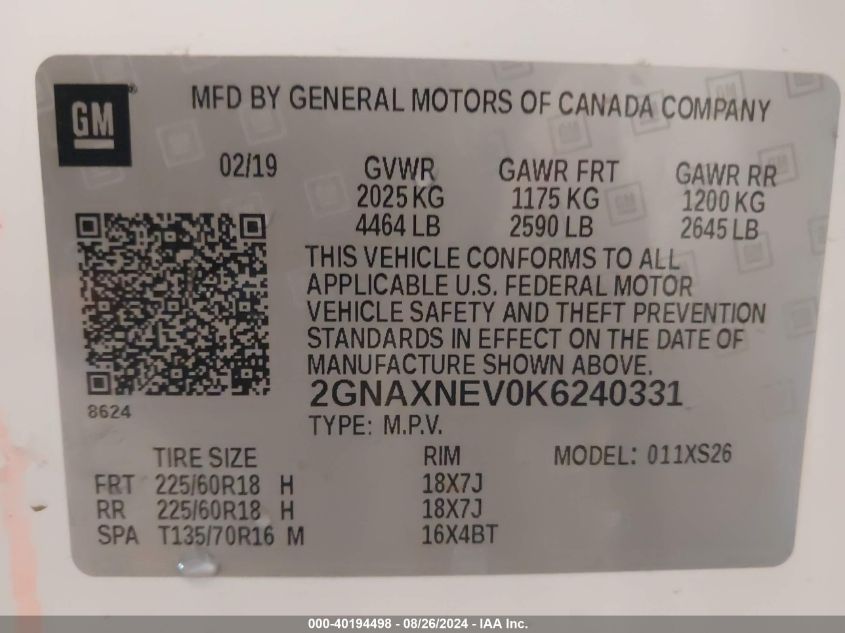 GM®
MFD BY GENERAL MOTORS OF CANADA COMPANY
02/19 GVWR GAWR FRT GAWR RR
2025 KG 1175 KG 1200 KG
4464 LB 2590 LB 2645 LB
THIS VEHICLE CONFORMS TO ALL
APPLICABLE U.S. FEDERAL MOTOR
VEHICLE SAFETY AND THEFT PREVENTION
STANDARDS IN EFFECT ON THE DATE OF
MANUFACTURE SHOWN ABOVE.
2GNAXNEV0K6240331
8624
TYPE: M.P.V.
TIRE SIZE RIM MODEL: 011XS26
FRT 225/60R18 H 18X7J
RR 225/60R18 H 18X7J
SPA T135/70R16 M 16X4BT
000-40194498 - 08/26/2024 - IAA Inc.